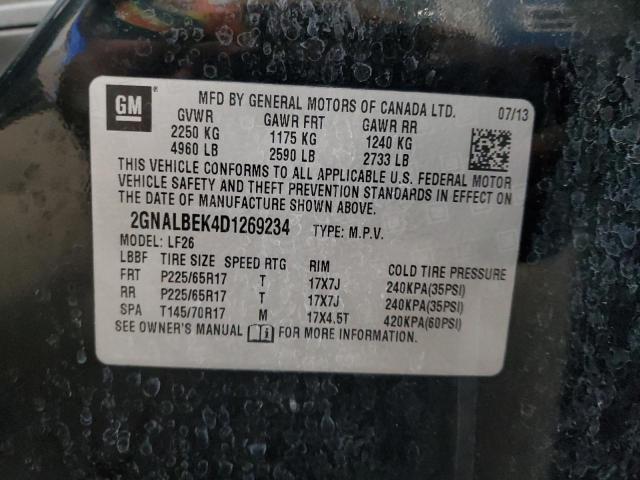 GM
MFD BY GENERAL MOTORS OF CANADA LTD. 07/13
GVWR GAWR FRT GAWR RR
2250 KG 1175 KG 1240 KG
4960 LB 2590 LB 2733 LB
THIS VEHICLE CONFORMS TO ALL APPLICABLE U.S. FEDERAL MOTOR
VEHICLE SAFETY AND THEFT PREVENTION STANDARDS IN EFFECT ON
THE DATE OF MANUFACTURE SHOWN ABOVE.
2GNALBEK4D1269234 TYPE: M.P.V.
MODEL: LF26
LBBF TIRE SIZE SPEED RTG RIM COLD TIRE PRESSURE
FRT P225/65R17 T 17X7J 240KPA(35PSI)
RR P225/65R17 T 17X7J 240KPA(35PSI)
SPA T145/70R17 M 17X4.5T 420KPA(60PSI)
SEE OWNER'S MANUAL FOR MORE INFORMATION.